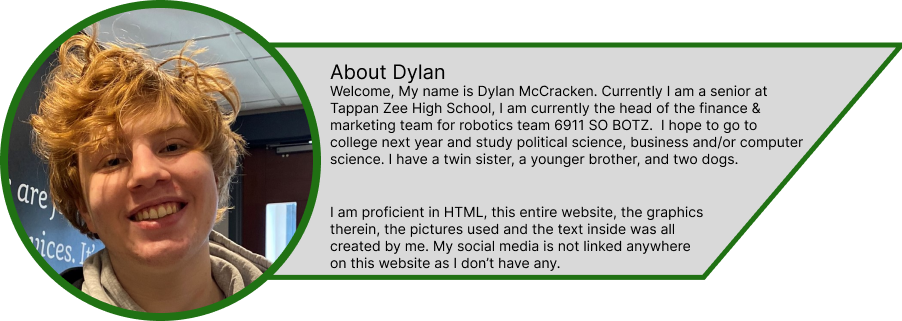 About Dylan
Welcome, My name is Dylan McCracken. Currently I am a senior at
Tappan Zee High School, I am currently the head of the finance &
marketing team for robotics team 6911 SO BOTZ.  I hope to go to
college next year and study political science, business and/or computer
science. I have a twin sister, a younger brother, and two dogs.
I am proficient in HTML, this entire website, the graphics
therein, the pictures used and the text inside was all
created by me. My social media is not linked anywhere
on this website as I don’t have any.
are
vices. It's